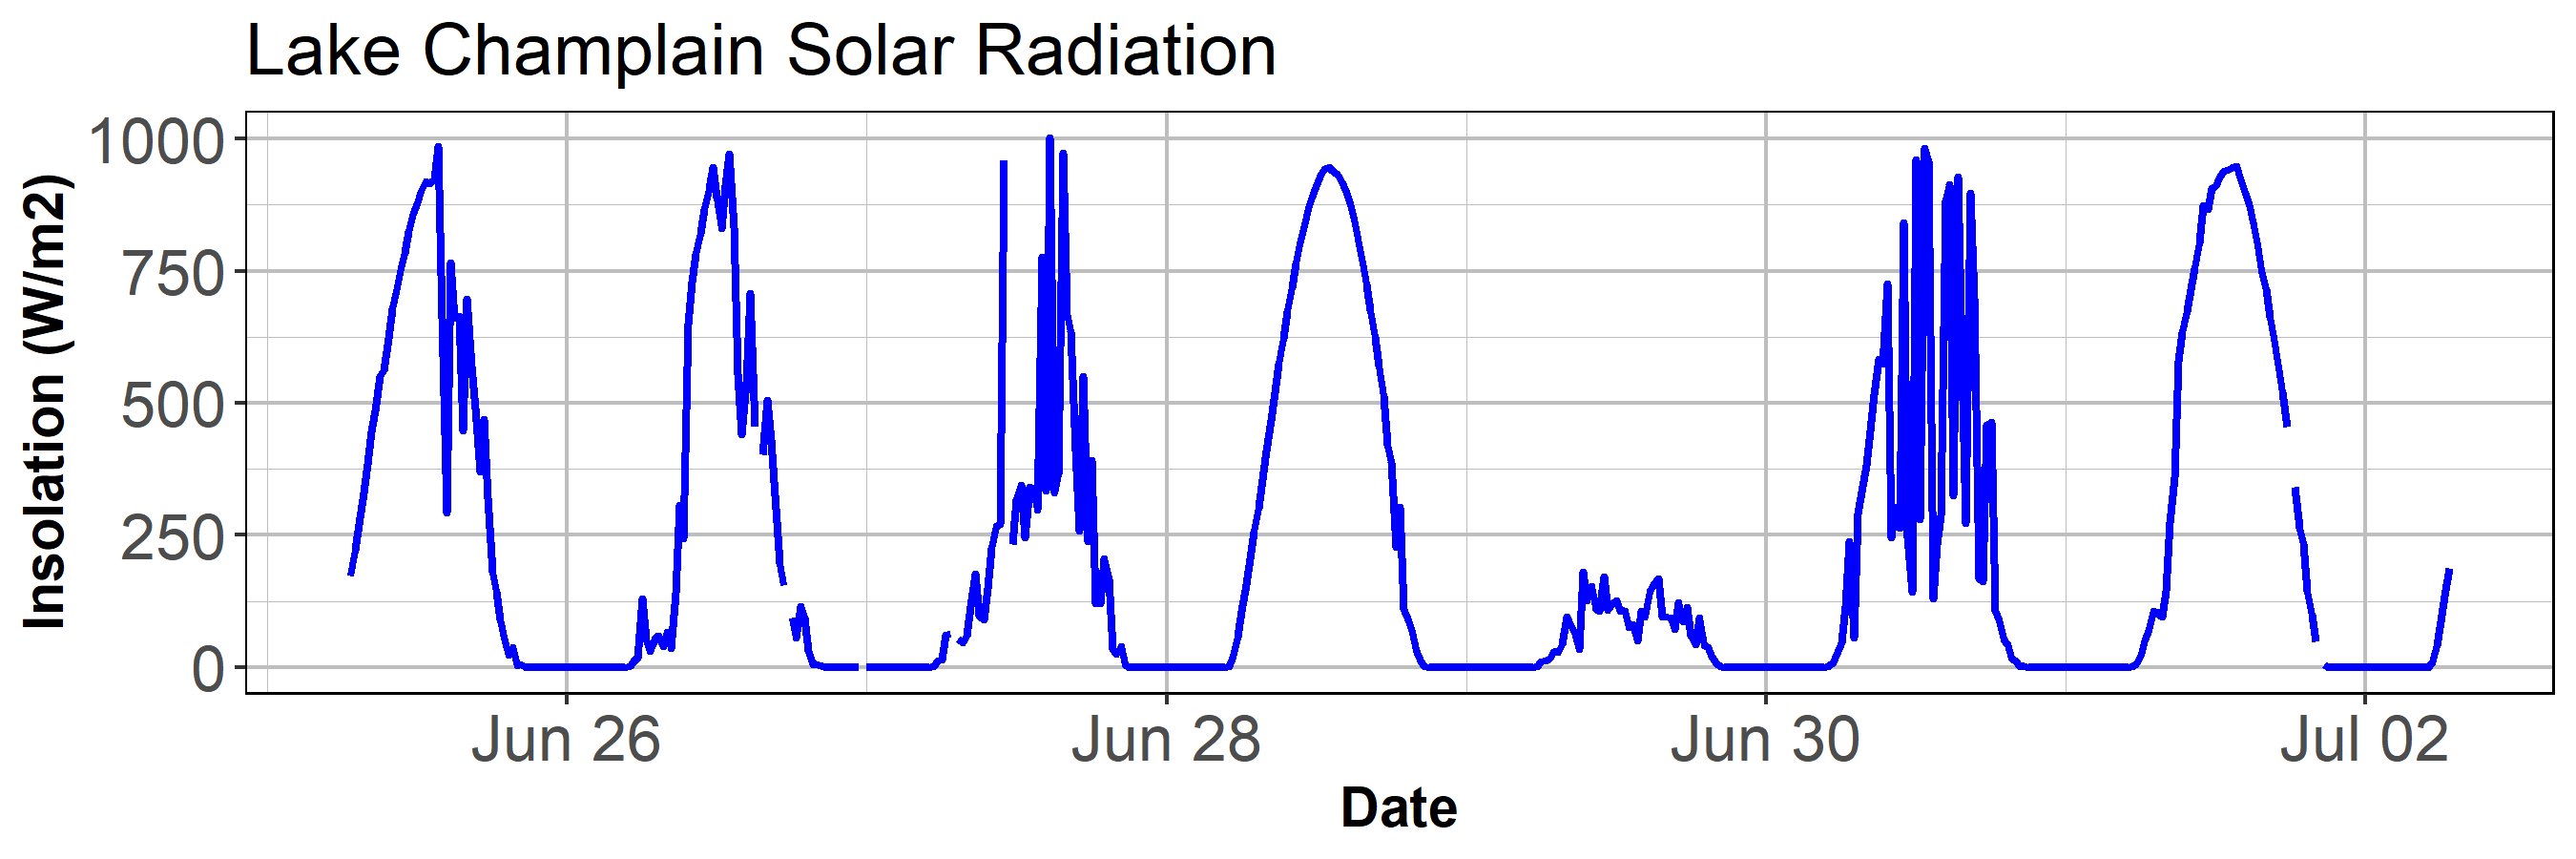 Lake Champlain Solar Radiation
Insolation (W/m2)
1000
750
500
250
0
Jun 26 Jun 28 Jun 30 Jul 02
Date